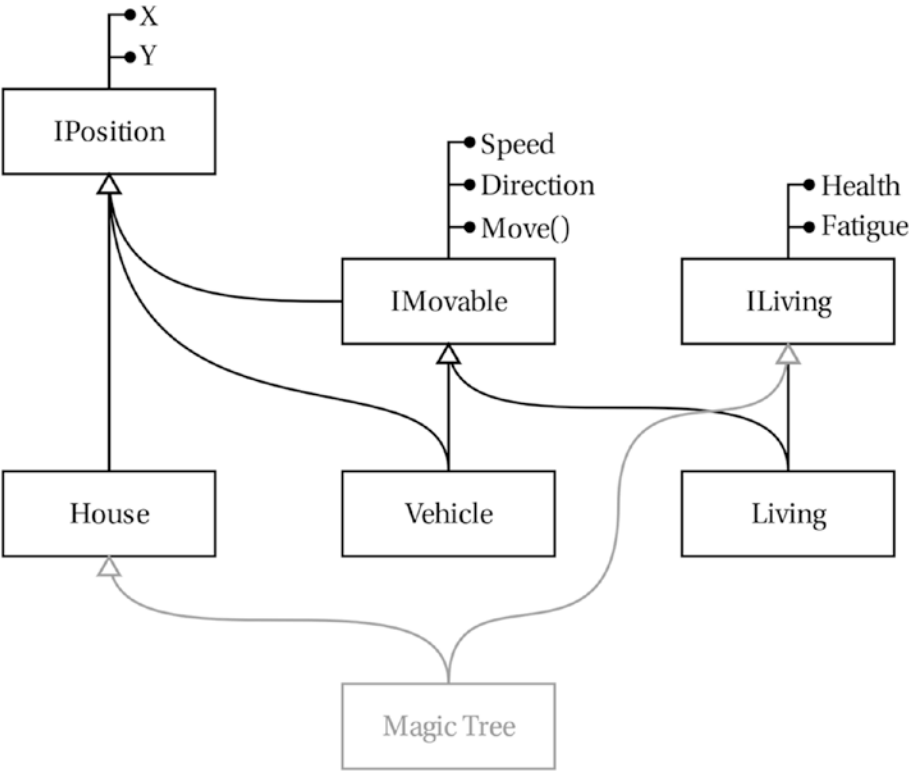 X
Y
IPosition
Speed
Direction
Move()
IMovable
Health
Fatigue
ILiving
House
Vehicle
Living
Magic Tree